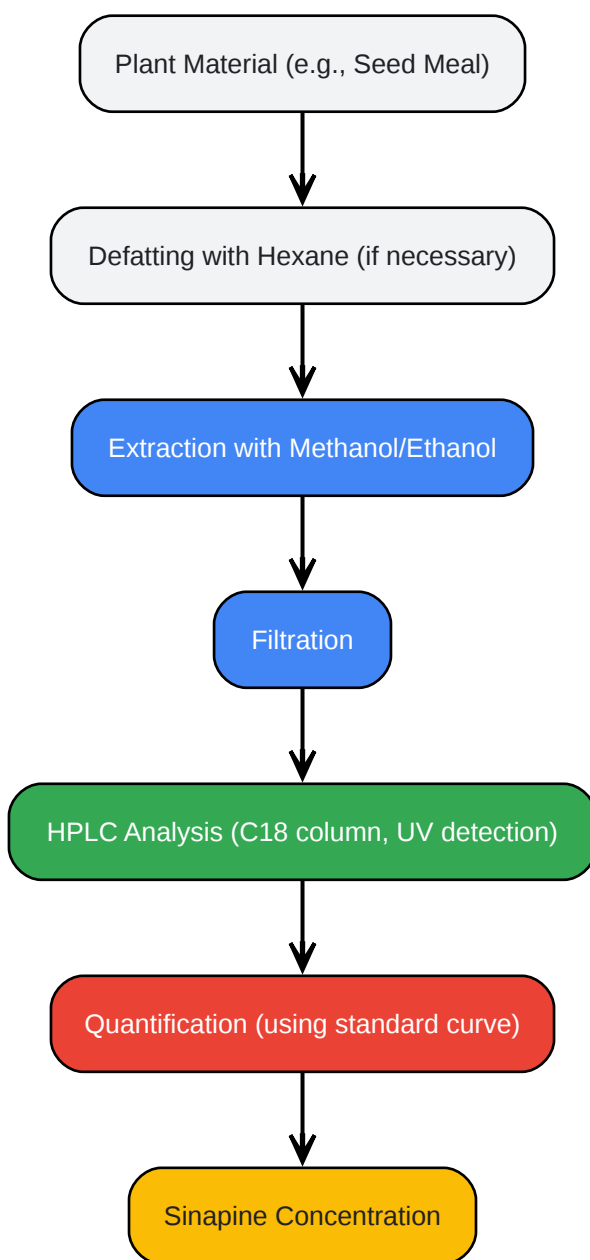 Plant Material (e.g., Seed Meal)
Defatting with Hexane (if necessary)
Extraction with Methanol/Ethanol
Filtration
HPLC Analysis (C18 column, UV detection)
Quantification (using standard curve)
Sinapine Concentration